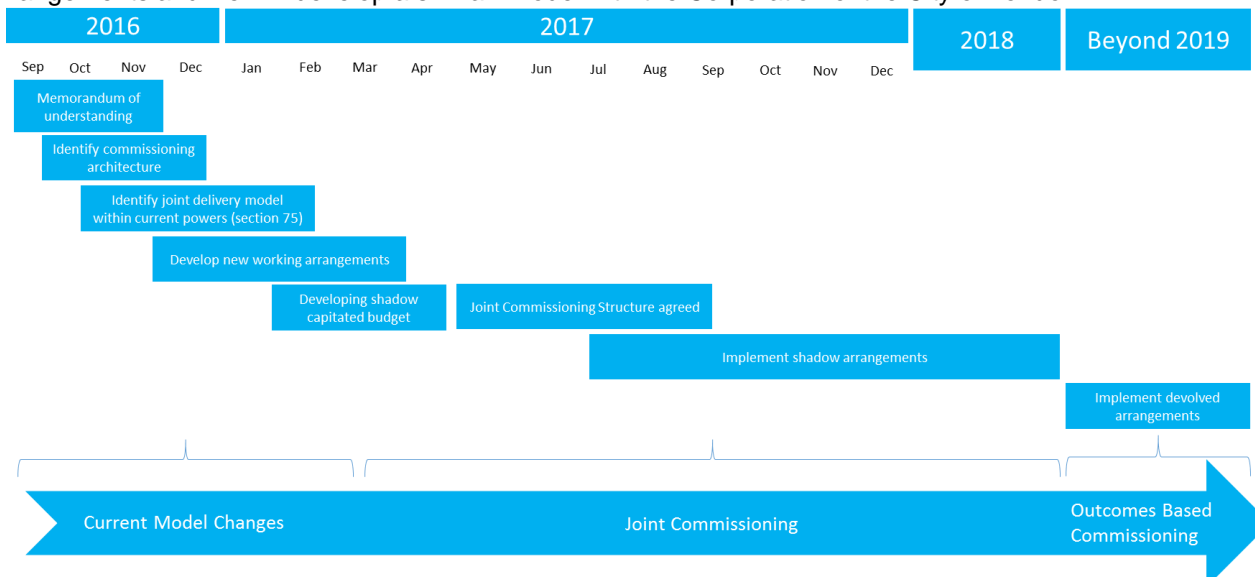 2016 2017 2018 Beyond 2019
Sep Oct Nov Dec Jan Feb Mar Apr May Jun Jul Aug Sep Oct Nov Dec
Memorandum of
understanding
Identify commissioning
architecture
Identify joint delivery model
within current powers (section 75)
Develop new working arrangements
Developing shadow
capitated budget
Joint Commissioning Structure agreed
Implement shadow arrangements
Implement devolved
arrangements
Current Model Changes
Joint Commissioning
Outcomes Based
Commissioning